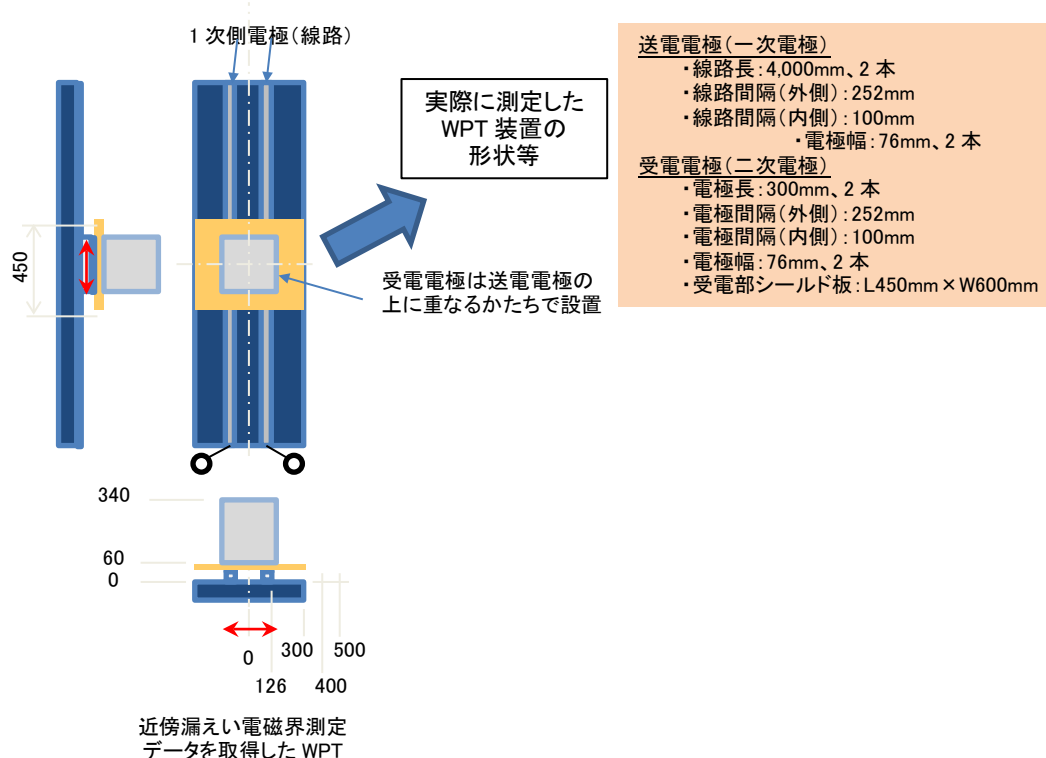 1 次側電極(線路)
実際に測定した
WPT 装置の
形状等
送電電極(一次電極)
・線路長:4,000mm、2 本
・線路間隔(外側):252mm
・線路間隔(内側):100mm
・電極幅:76mm、2 本
受電電極(二次電極)
・電極長:300mm、2 本
・電極間隔(外側):252mm
・電極間隔(内側):100mm
・電極幅:76mm、2 本
・受電部シールド板:L450mm×W600mm
450
受電電極は送電電極の
上に重なるかたちで設置
340
60
0
0
300
500
126
400
近傍漏えい電磁界測定
データを取得した WPT